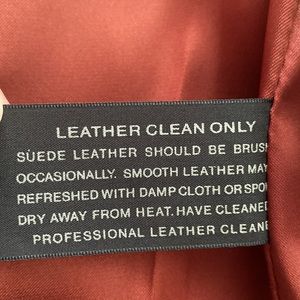 LEATHER CLEAN ONLY
SUEDE LEATHER SHOULD BE BRUS
OCCASIONALLY. SMOOTH LEATHER MAY
REFRESHED WITH DAMP CLOTH OR SPO
DRY AWAY FROM HEAT. HAVE CLEANED
PROFESSIONAL LEATHER CLEANE